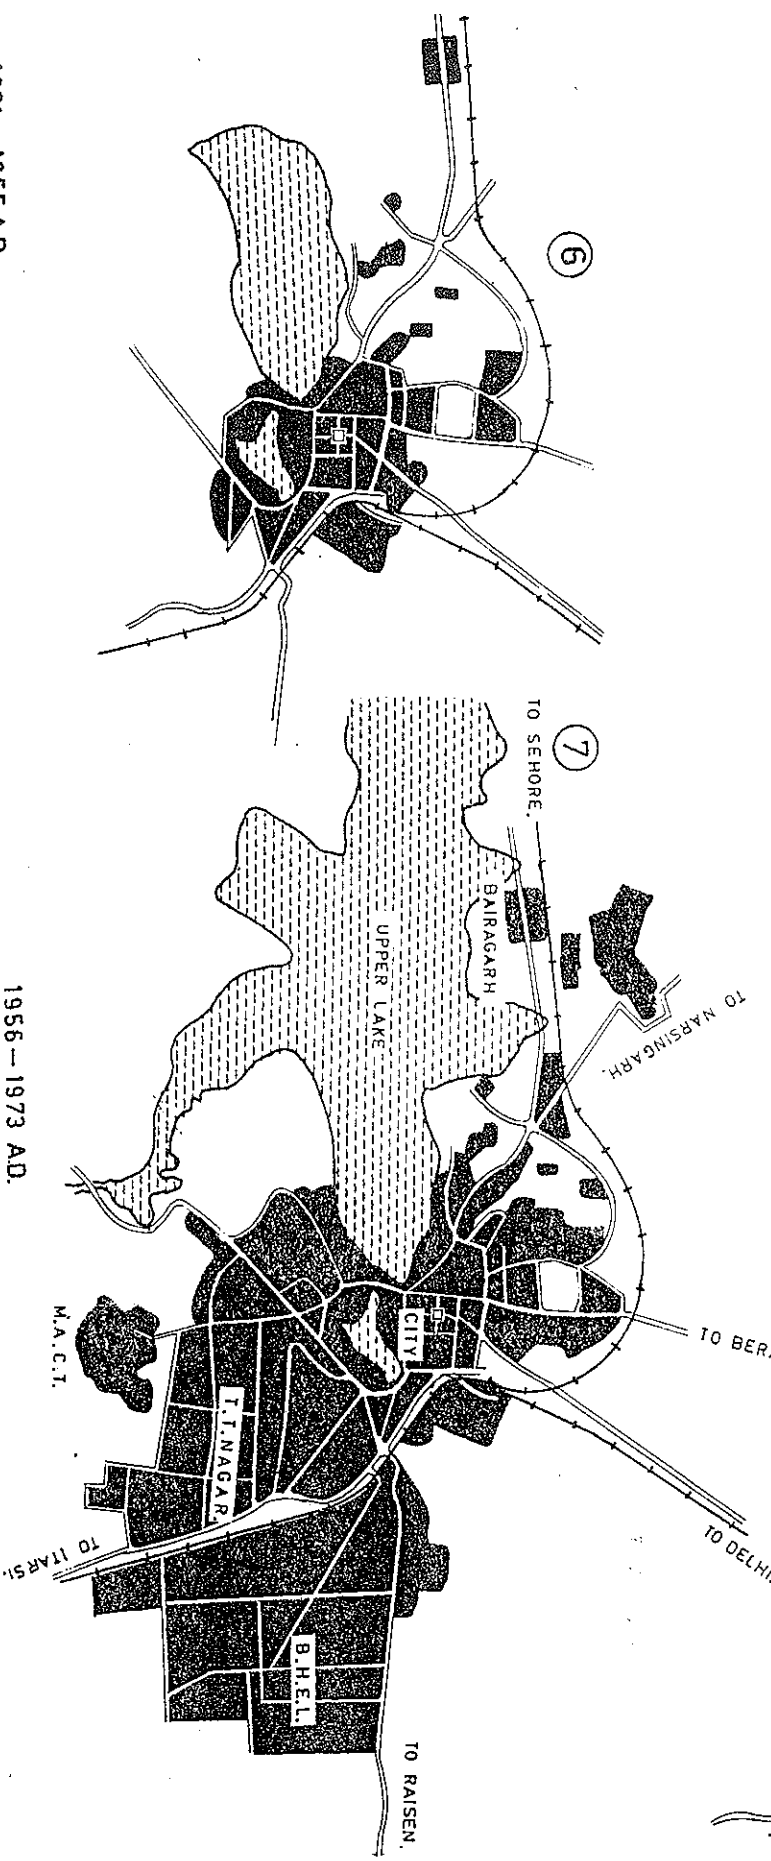 6
1955 A.D.
7
TO SEHORE.
BAIRAGARH
TO NARSINGARH.
UPPER LAKE
TO BER
CITY
M.A.C.T.
T.T.NAGAR.
TO DELHI.
TO ITARSI.
B.H.E.L.
TO RAISEN.
1956 – 1973 A.D.